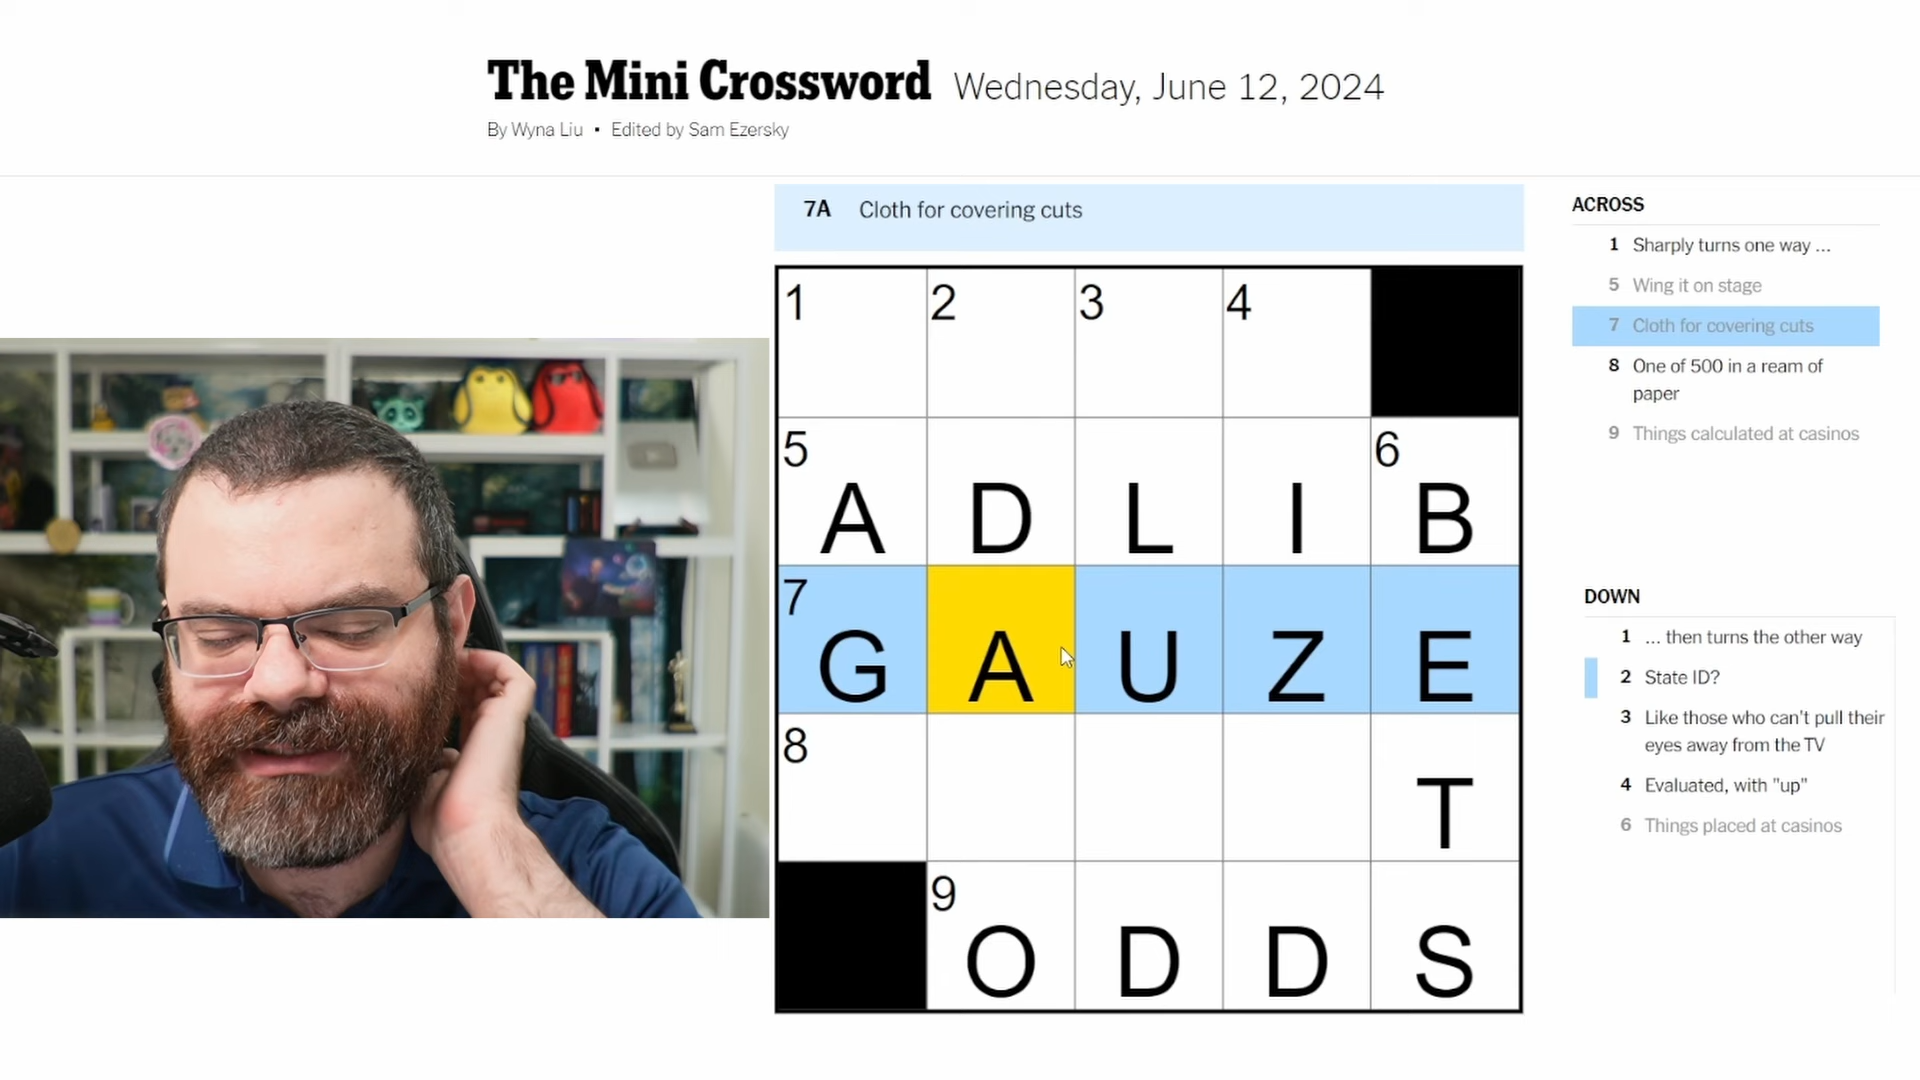 The Mini Crossword Wednesday, June 12, 2024
By Wyna Liu • Edited by Sam Ezersky
7A Cloth for covering cuts
1 2 3 4
5 6
A D L I B
7
G A U Z E
8
T
9
O D D S
ACROSS
1 Sharply turns one way ...
5 Wing it on stage
7 Cloth for covering cuts
8 One of 500 in a ream of
paper
9 Things calculated at casinos
DOWN
1 ... then turns the other way
2 State ID?
3 Like those who can't pull their
eyes away from the TV
4 Evaluated, with "up"
6 Things placed at casinos